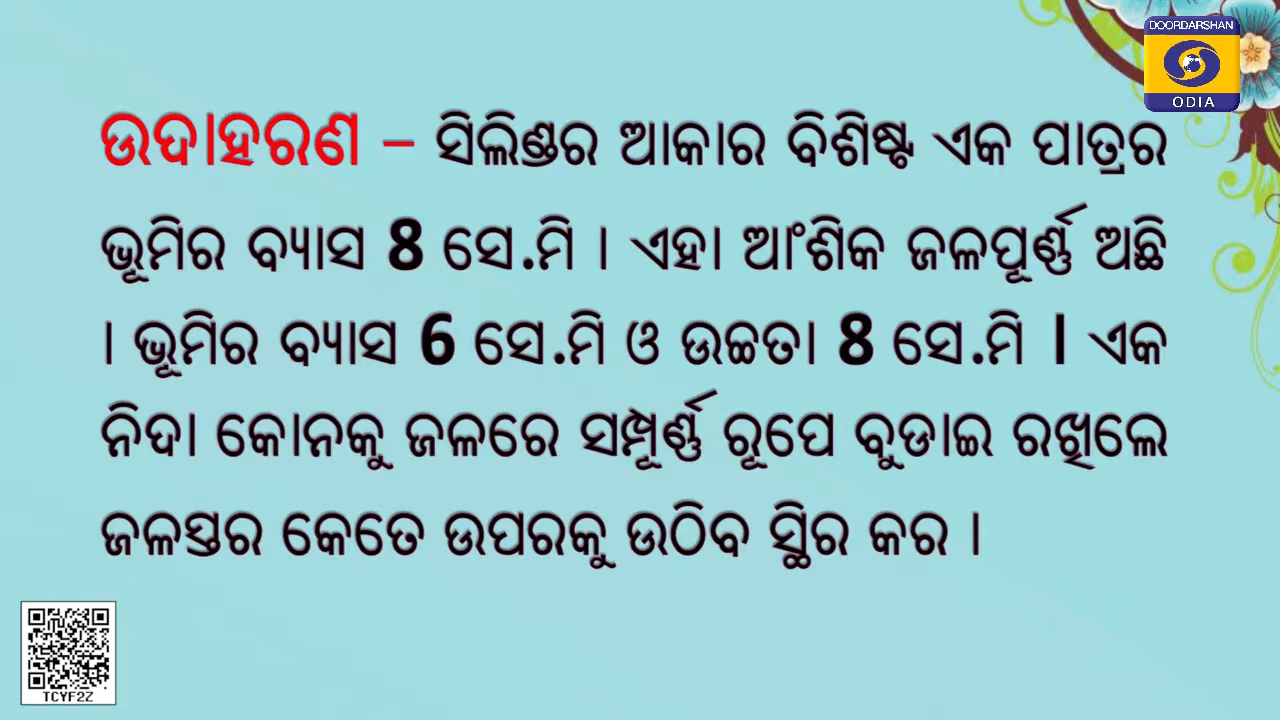 DOORDARSHAN
ODIA
ଉଦାହରଣ – ସିଲିଣ୍ଡର ଆକାର ବିଶିଷ୍ଟ ଏକ ପାତ୍ରର
ଭୂମିର ବ୍ୟାସ 8 ସେ.ମି । ଏହା ଆଂଶିକ ଜଳପୂର୍ଣ୍ଣ ଅଛି
। ଭୂମିର ବ୍ୟାସ 6 ସେ.ମି ଓ ଉଚ୍ଚତା 8 ସେ.ମି । ଏକ
ନିଦା କୋନକୁ ଜଳରେ ସମ୍ପୂର୍ଣ୍ଣ ରୂପେ ବୁଡାଇ ରଖିଲେ
ଜଳସ୍ତର କେତେ ଉପରକୁ ଉଠିବ ସ୍ଥିର କର ।
TCYF2Z